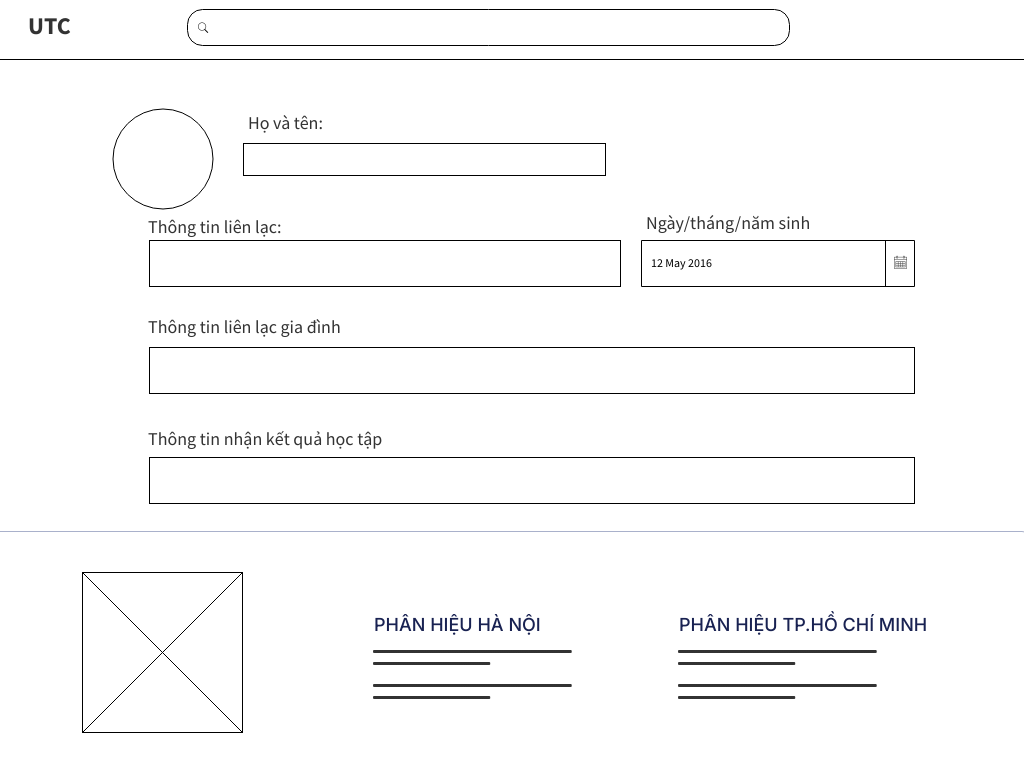 UTC
Họ và tên:
Thông tin liên lạc:
Ngày/tháng/năm sinh
12 May 2016
Thông tin liên lạc gia đình
Thông tin nhận kết quả học tập
PHÂN HIỆU HÀ NỘI
PHÂN HIỆU TP.HỒ CHÍ MINH